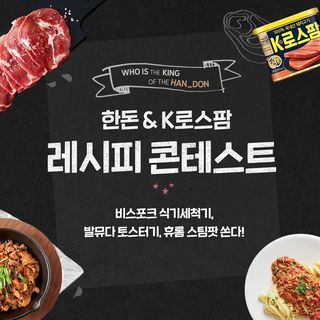 WHO IS THE KING
OF THE HAN_DON
K로스팜
한돈 & K로스팜
레시피 콘테스트
비스포크 식기세척기,
발뮤다 토스터기, 휴롬 스팀팟 쏜다!